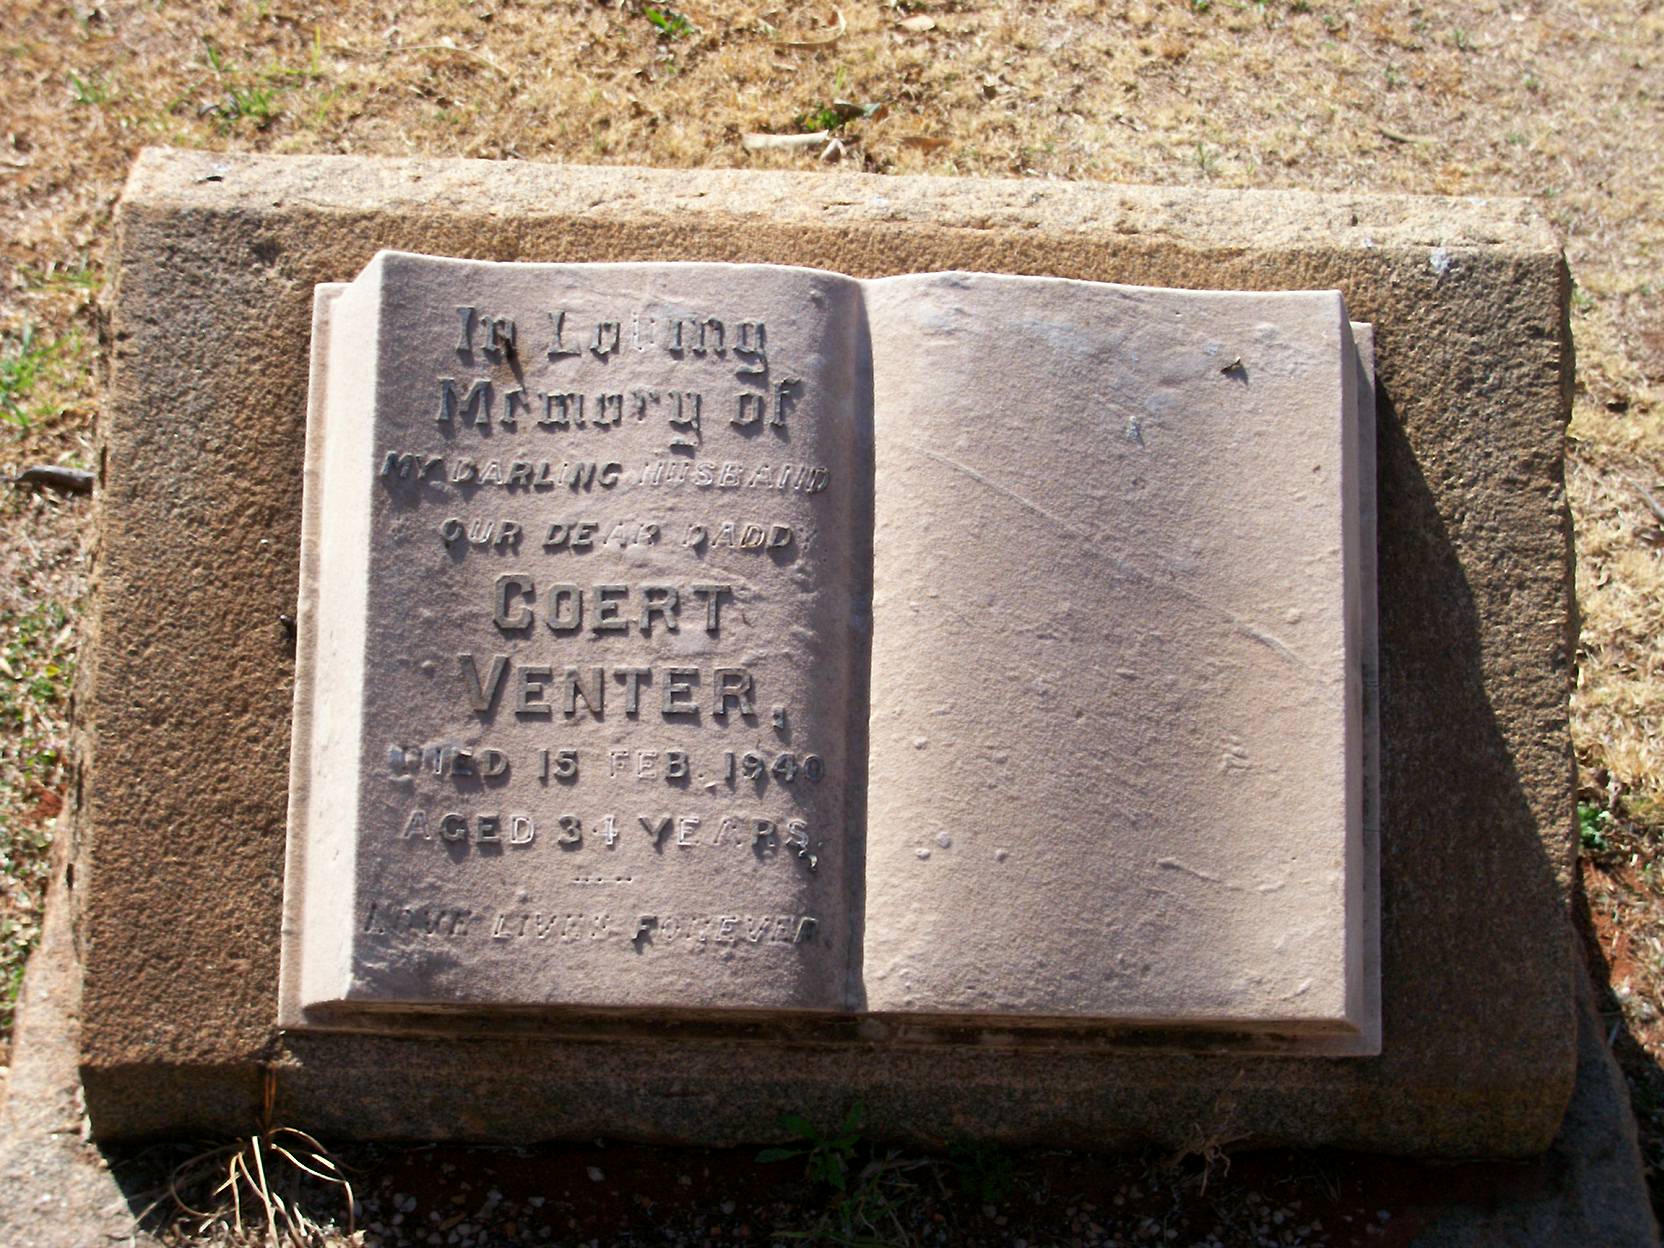 In Loving
Memory of
MY DARLING HUSBAND
OUR DEAR DADDY
COERT
VENTER,
DIED 15 FEB. 1940
AGED 34 YEARS,
LOVE LIVES FOREVER